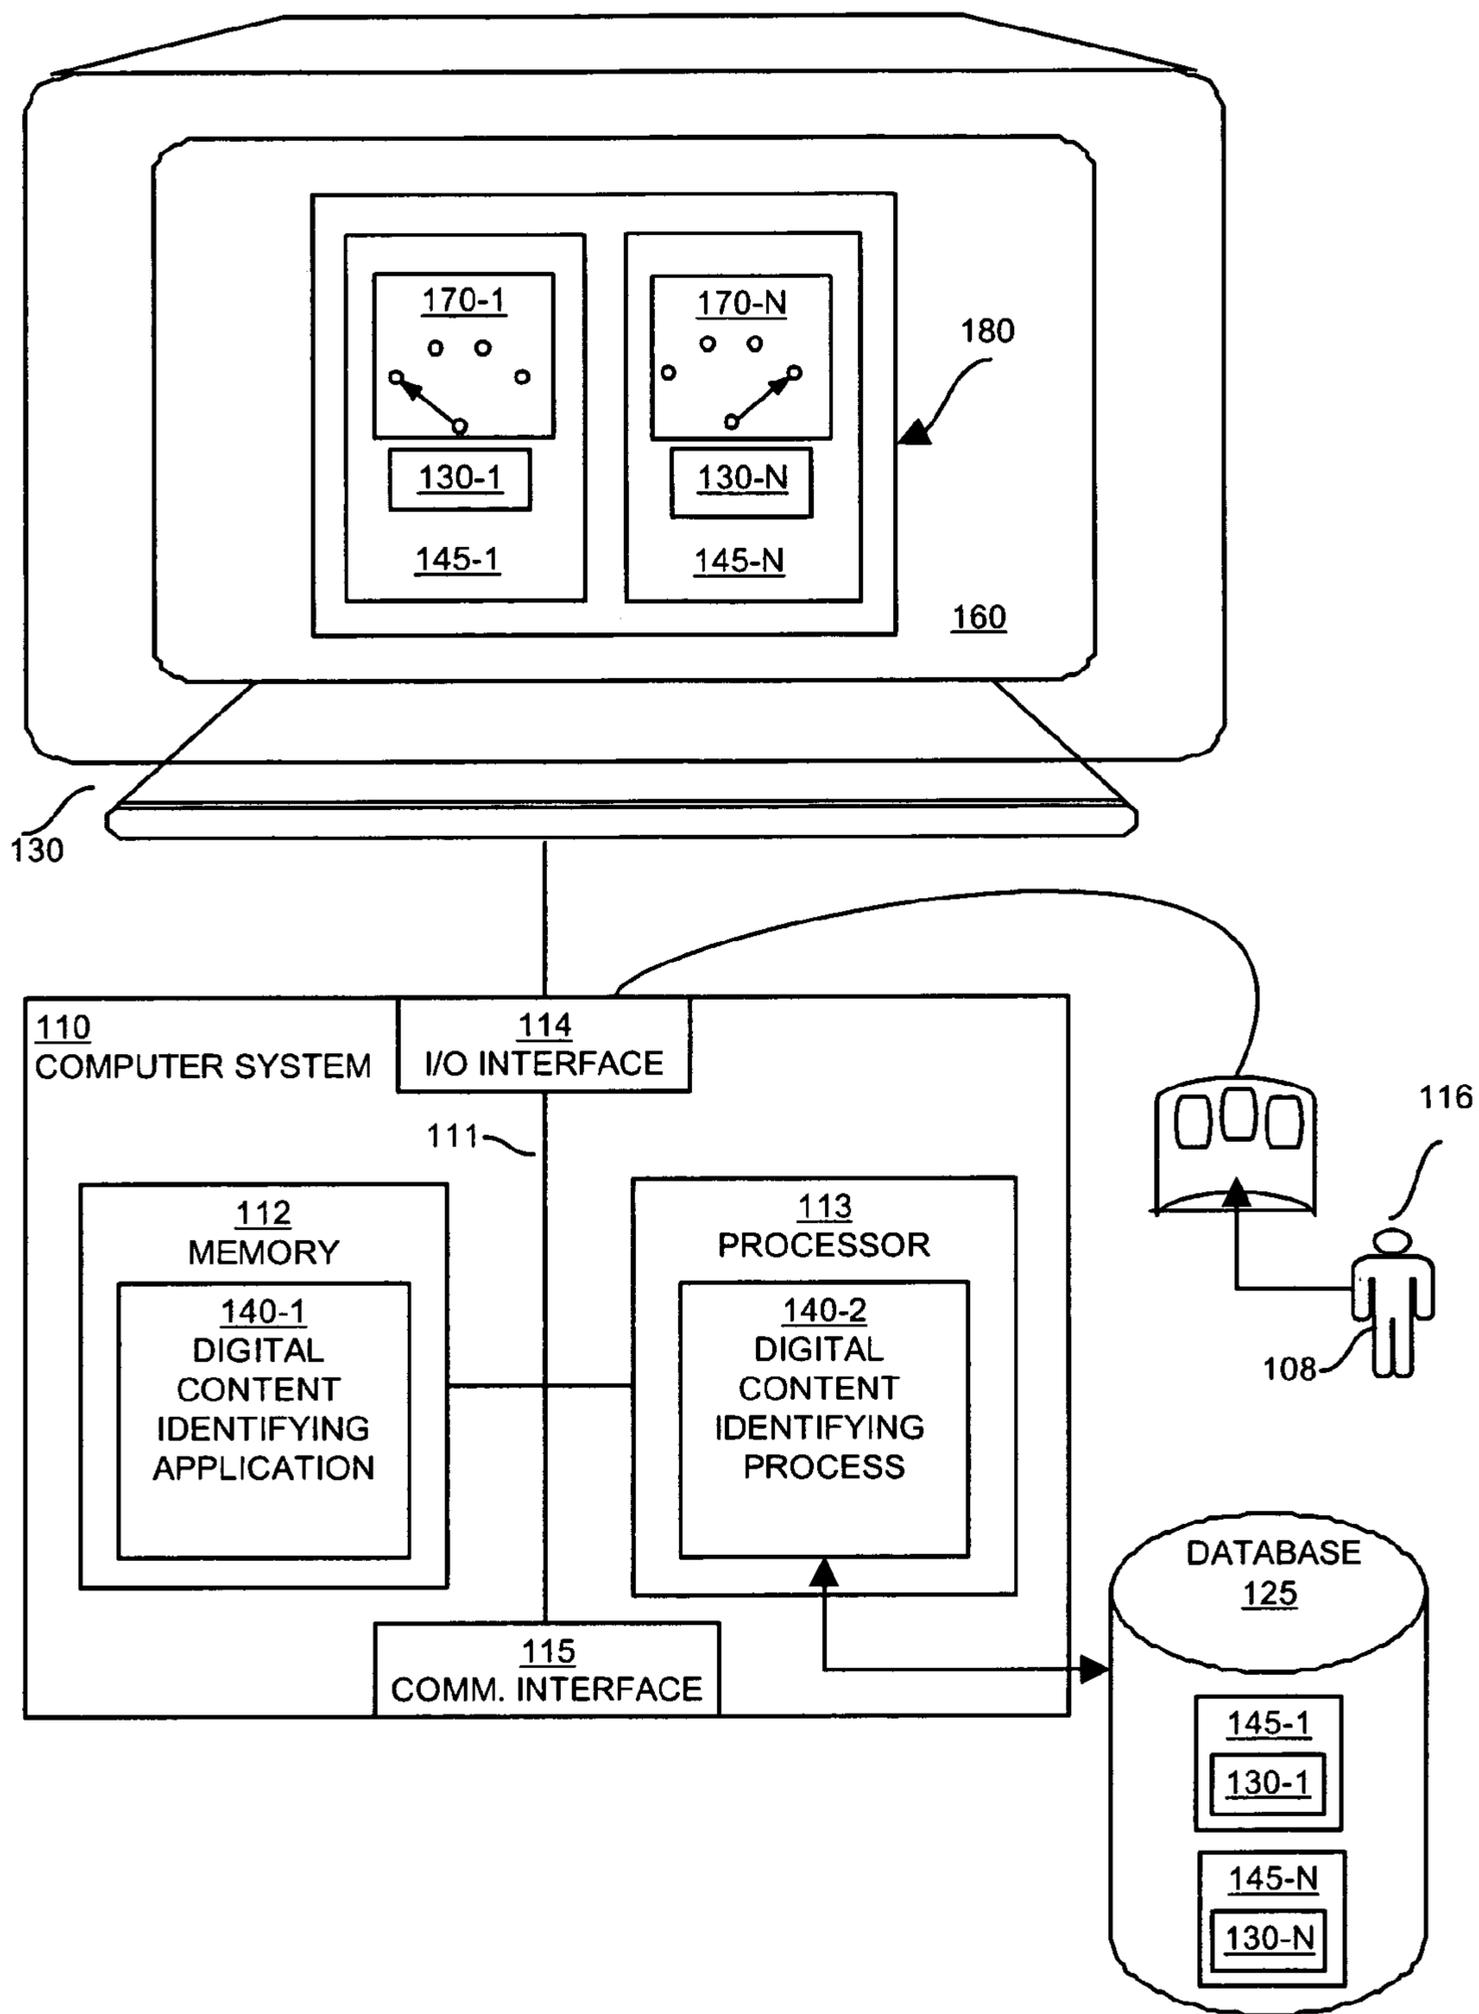 170-1
170-N
180
130-1
130-N
145-1
145-N
160
130
110
COMPUTER SYSTEM
114
I/O INTERFACE
111
116
112
MEMORY
113
PROCESSOR
140-1
DIGITAL
CONTENT
IDENTIFYING
APPLICATION
140-2
DIGITAL
CONTENT
IDENTIFYING
PROCESS
108
DATABASE
125
115
COMM. INTERFACE
145-1
130-1
145-N
130-N